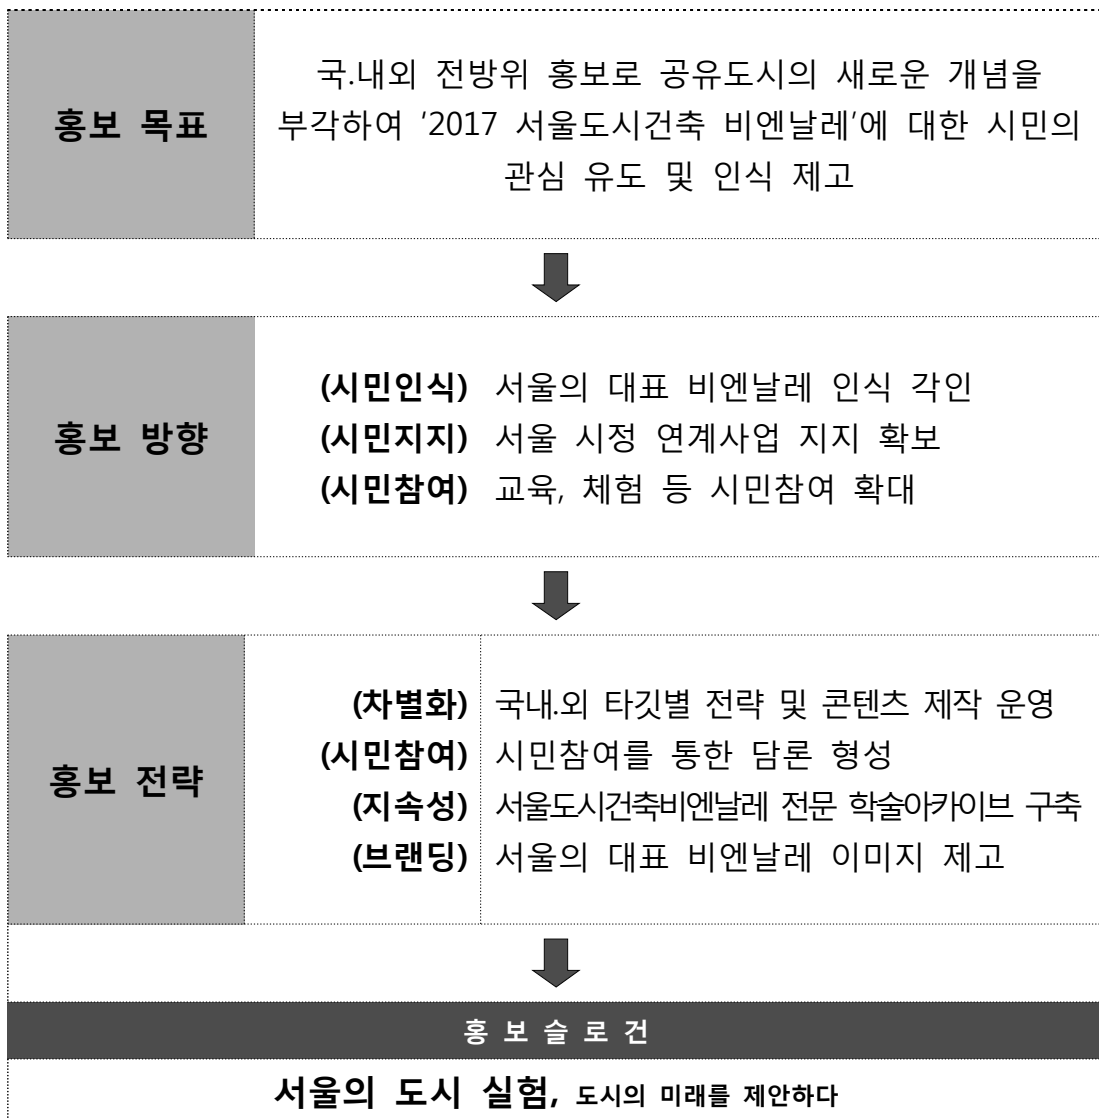 홍보 목표
국.내외 전방위 홍보로 공유도시의 새로운 개념을
부각하여 '2017 서울도시건축 비엔날레'에 대한 시민의
관심 유도 및 인식 제고
홍보 방향
(시민인식) 서울의 대표 비엔날레 인식 각인
(시민지지) 서울 시정 연계사업 지지 확보
(시민참여) 교육, 체험 등 시민참여 확대
홍보 전략
(차별화) 국내.외 타깃별 전략 및 콘텐츠 제작 운영
(시민참여) 시민참여를 통한 담론 형성
(지속성) 서울도시건축비엔날레 전문 학술아카이브 구축
(브랜딩) 서울의 대표 비엔날레 이미지 제고
홍 보 슬 로 건
서울의 도시 실험, 도시의 미래를 제안하다